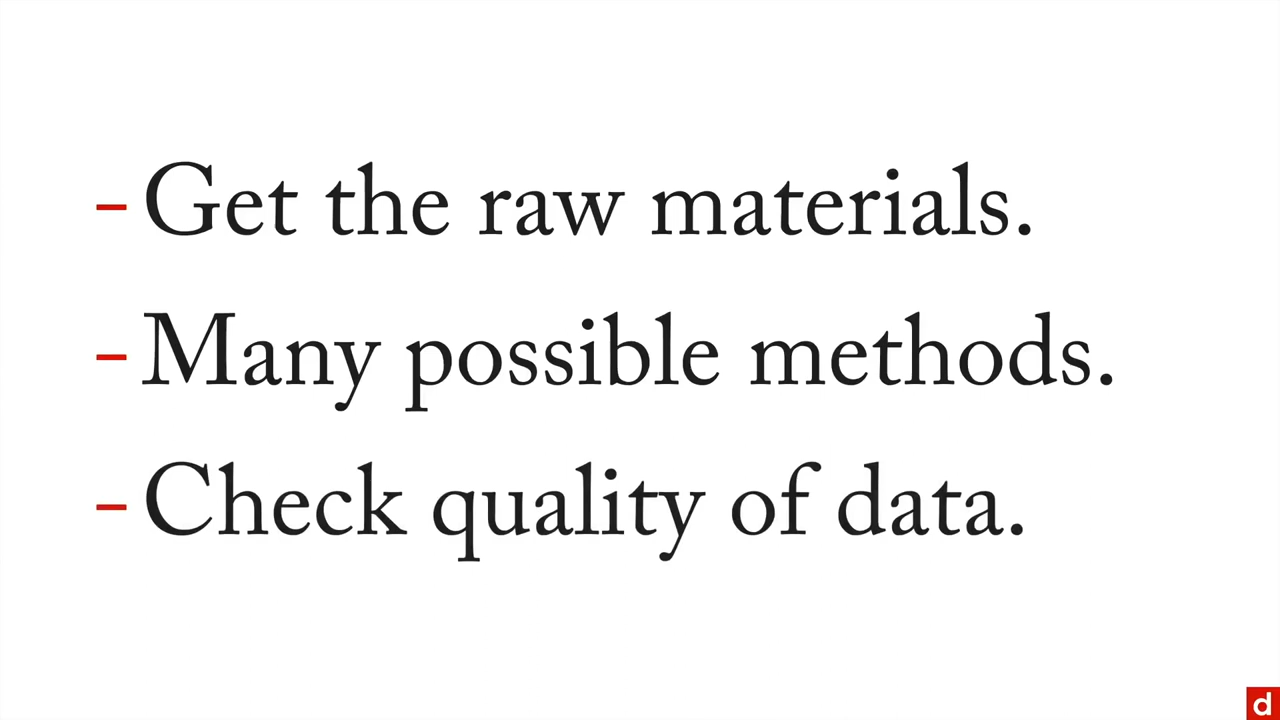 - Get the raw materials.
- Many possible methods.
- Check quality of data.
d